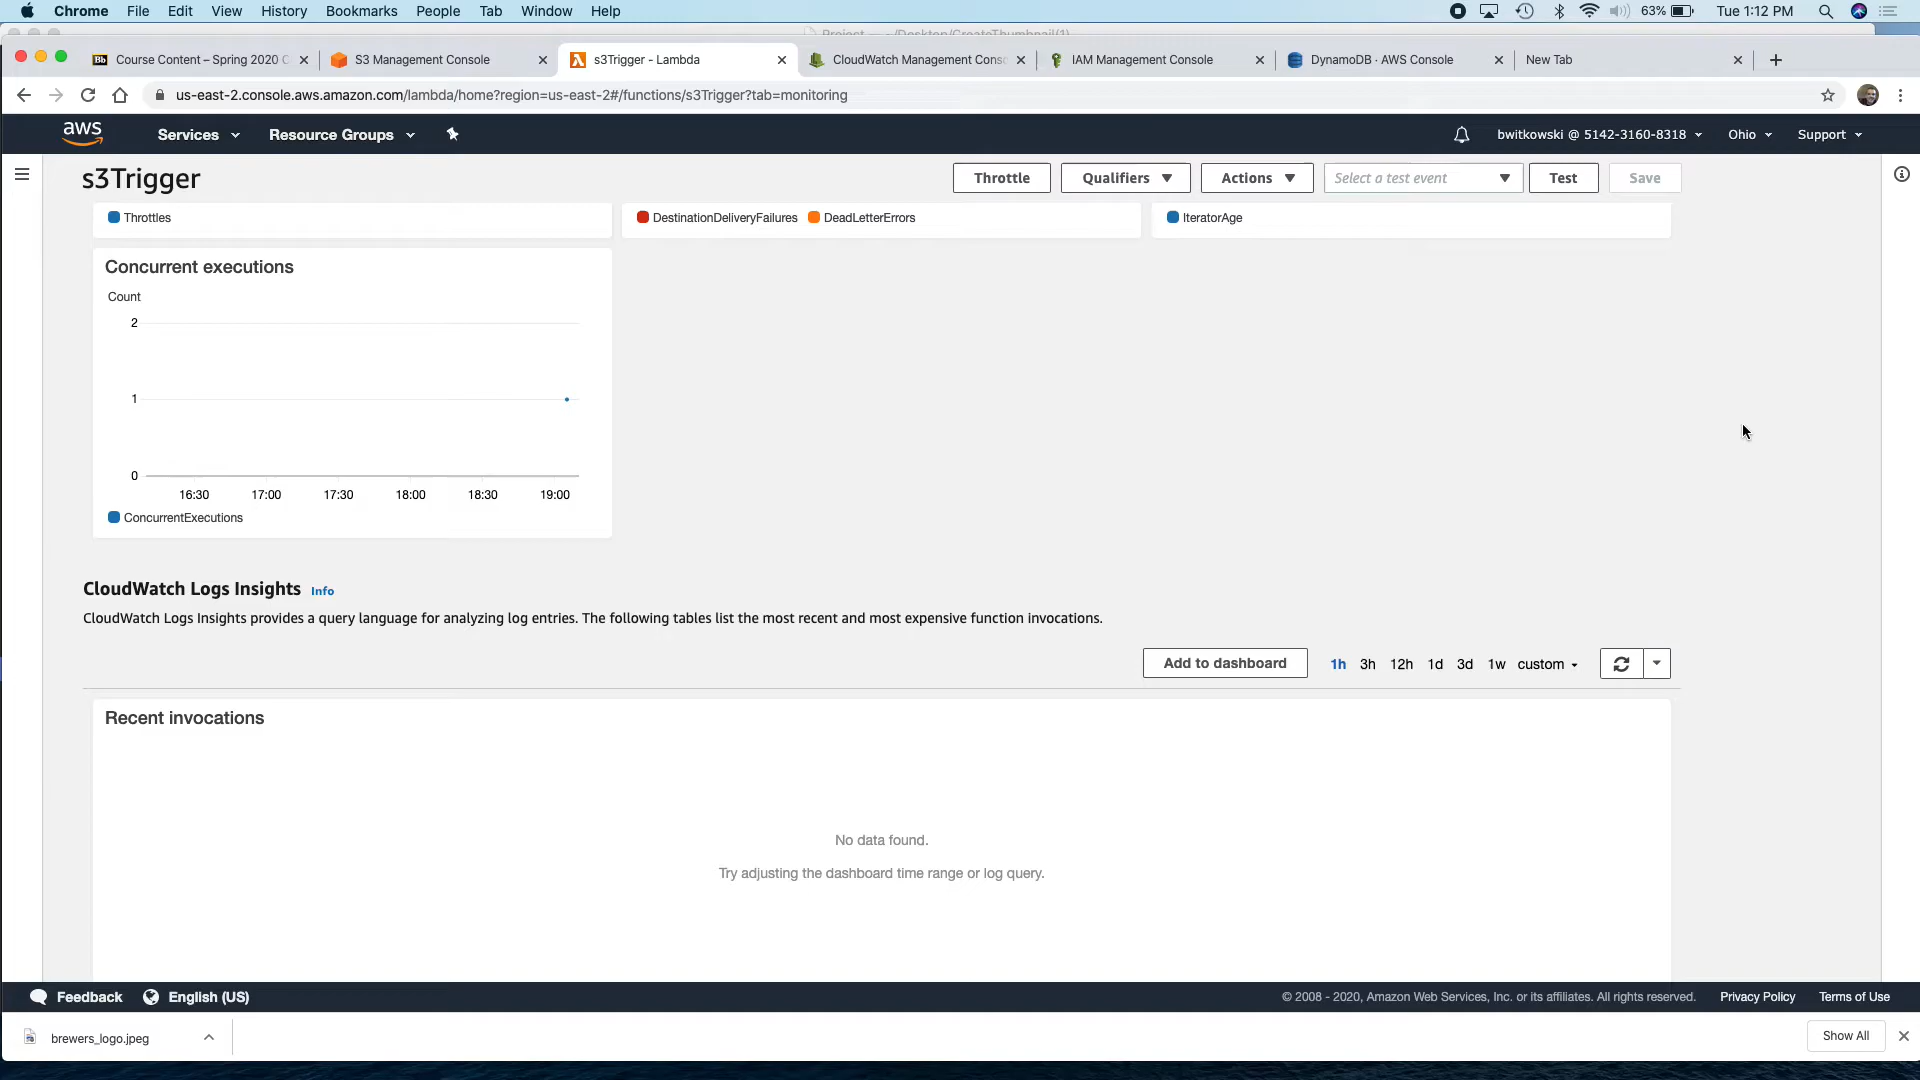 Chrome File Edit View History Bookmarks People Tab Window Help 63% Tue 1:12 PM
Project — ~/Desktop/CreateThumbnail(1)
Bb Course Content – Spring 2020 C S3 Management Console s3Trigger - Lambda CloudWatch Management Conso IAM Management Console DynamoDB · AWS Console New Tab
us-east-2.console.aws.amazon.com/lambda/home?region=us-east-2#/functions/s3Trigger?tab=monitoring
aws Services Resource Groups bwitkowski @ 5142-3160-8318 Ohio Support
s3Trigger Throttle Qualifiers Actions Select a test event Test Save
Throttles DestinationDeliveryFailures DeadLetterErrors IteratorAge
Concurrent executions
Count
2
1
0
16:30 17:00 17:30 18:00 18:30 19:00
ConcurrentExecutions
CloudWatch Logs Insights Info
CloudWatch Logs Insights provides a query language for analyzing log entries. The following tables list the most recent and most expensive function invocations.
Add to dashboard 1h 3h 12h 1d 3d 1w custom
Recent invocations
No data found.
Try adjusting the dashboard time range or log query.
Feedback English (US) © 2008 - 2020, Amazon Web Services, Inc. or its affiliates. All rights reserved. Privacy Policy Terms of Use
brewers_logo.jpeg Show All